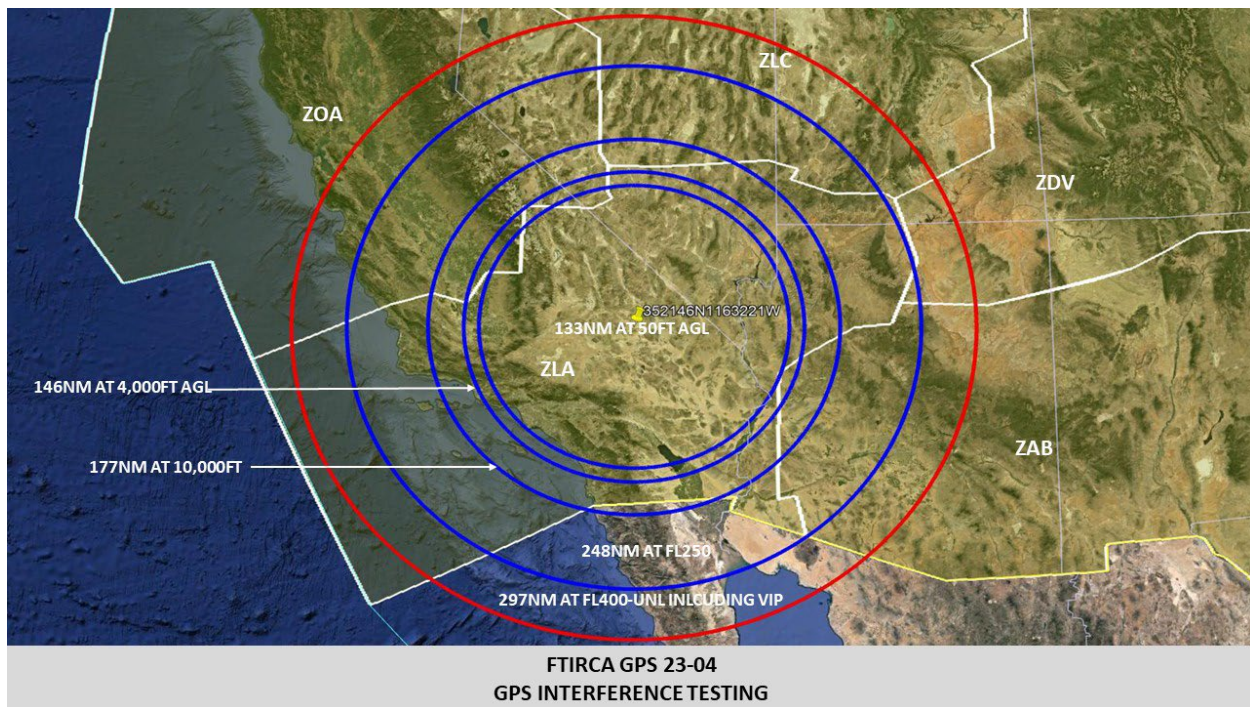 ZLC
ZOA
ZDV
352146N1163221W
133NM AT 50FT AGL
ZLA
146NM AT 4,000FT AGL
ZAB
177NM AT 10,000FT
248NM AT FL250
297NM AT FL400-UNL INLCUDING VIP
FTIRCA GPS 23-04
GPS INTERFERENCE TESTING